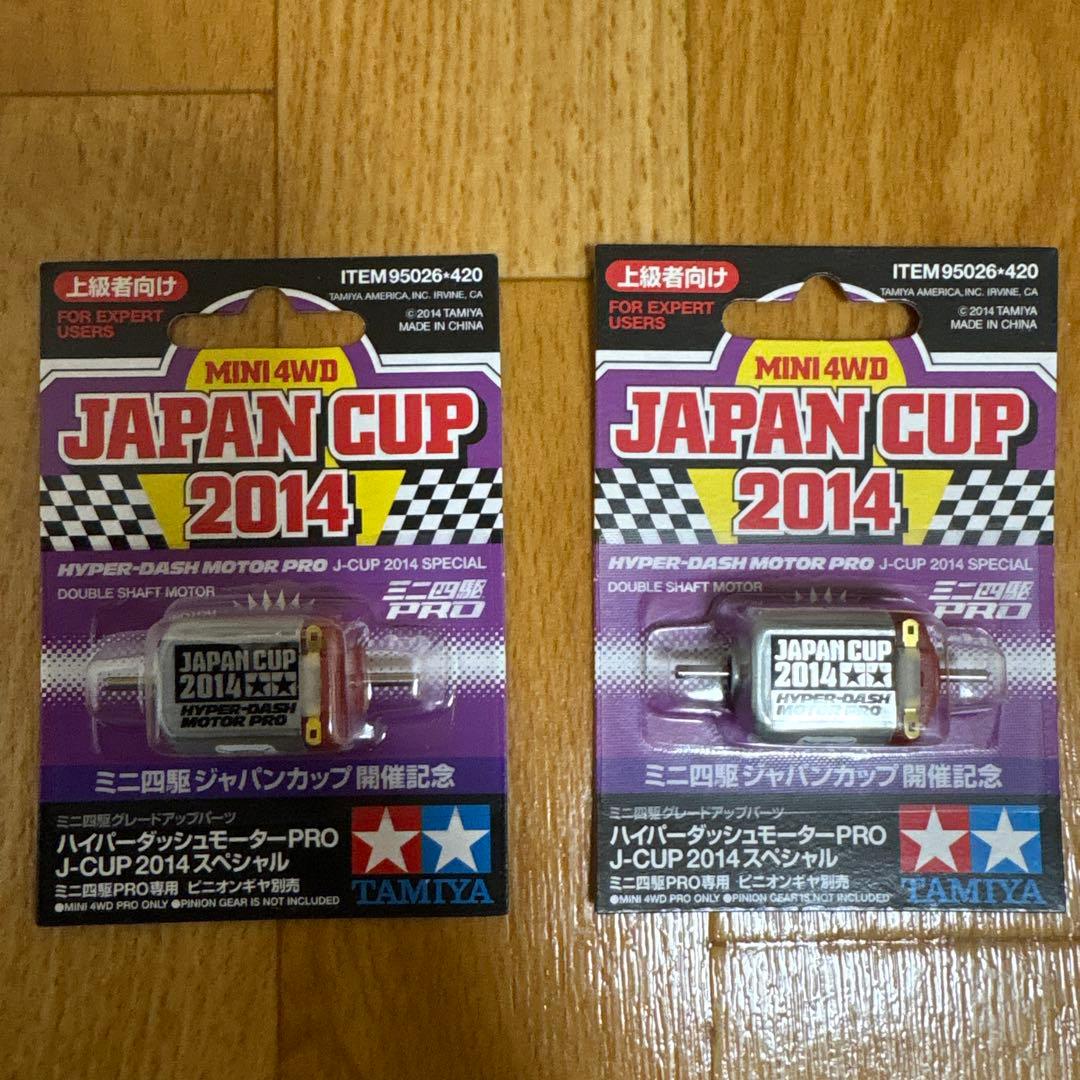 上級者向け
FOR EXPERT
USERS
ITEM 95026★420
TAMIYA AMERICA, INC. IRVINE, CA
©2014 TAMIYA
MADE IN CHINA
MINI 4WD
JAPAN CUP
2014
HYPER-DASH MOTOR PRO J-CUP 2014 SPECIAL
DOUBLE SHAFT MOTOR
ミニ四駆
PRO
JAPAN CUP
2014
HYPER-DASH
MOTOR PRO
ミニ四駆 ジャパンカップ 開催記念
ミニ四駆グレードアップパーツ
ハイパーダッシュモーターPRO
J-CUP 2014 スペシャル
ミニ四駆PRO専用 ピニオンギヤ別売
●MINI 4WD PRO ONLY ●PINION GEAR IS NOT INCLUDED
TAMIYA
上級者向け
FOR EXPERT
USERS
ITEM 95026★420
TAMIYA AMERICA, INC. IRVINE, CA
©2014 TAMIYA
MADE IN CHINA
MINI 4WD
JAPAN CUP
2014
HYPER-DASH MOTOR PRO J-CUP 2014 SPECIAL
DOUBLE SHAFT MOTOR
ミニ四駆
PRO
JAPAN CUP
2014
HYPER-DASH
MOTOR PRO
ミニ四駆 ジャパンカップ 開催記念
ミニ四駆グレードアップパーツ
ハイパーダッシュモーターPRO
J-CUP 2014 スペシャル
ミニ四駆PRO専用 ピニオンギヤ別売
●MINI 4WD PRO ONLY ●PINION GEAR IS NOT INCLUDED
TAMIYA